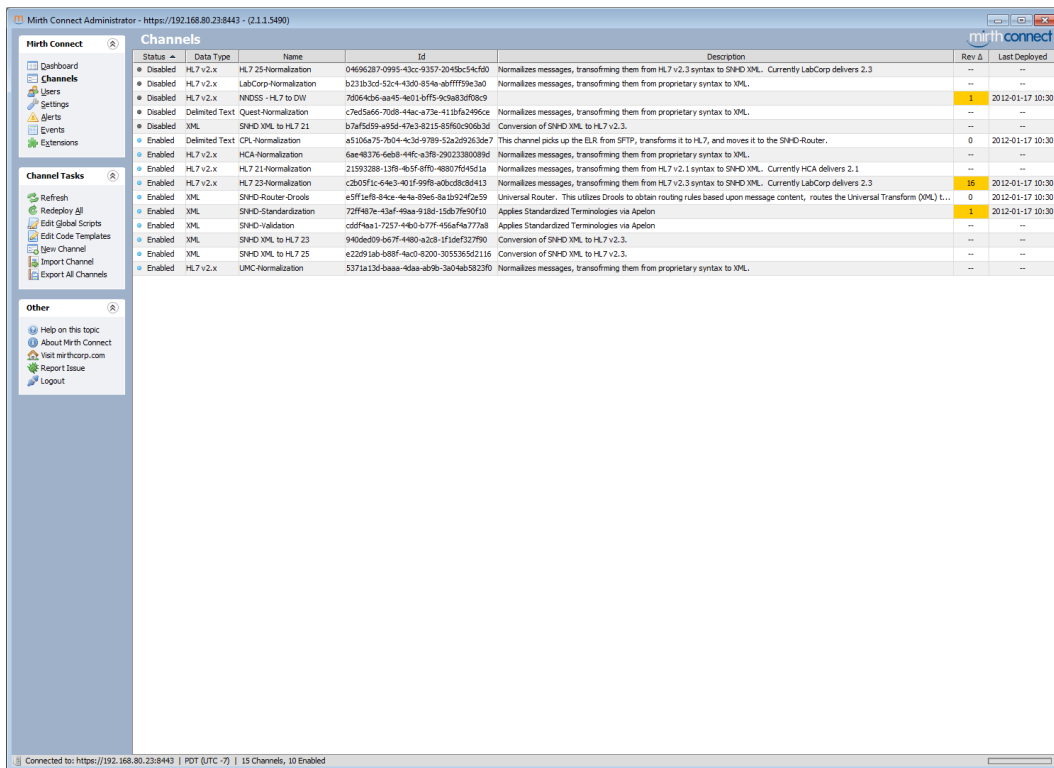 Mirth Connect Administrator - https://192.168.80.23:8443 - (2.1.1.5490)
Mirth Connect
Dashboard
Channels
Users
Settings
Alerts
Events
Extensions
Channel Tasks
Refresh
Redeploy All
Edit Global Scripts
Edit Code Templates
New Channel
Import Channel
Export All Channels
Other
Help on this topic
About Mirth Connect
Visit mirthcorp.com
Report Issue
Logout
Channels
mirth connect
Status Data Type Name Id Description Rev Δ Last Deployed
Disabled HL7 v2.x HL7 25-Normalization 04696287-0995-43cc-9357-2045bc54cfd0 Normailizes messages, transofrming them from HL7 v2.3 syntax to SNHD XML. Currently LabCorp delivers 2.3 -- --
Disabled HL7 v2.x LabCorp-Normalization b231b3cd-52c4-43d0-854a-abffff59e3a0 Normailizes messages, transofrming them from proprietary syntax to XML. -- --
Disabled HL7 v2.x NNDSS - HL7 to DW 7d064cb6-aa45-4e01-bff5-9c9a83df08c9 1 2012-01-17 10:30
Disabled Delimited Text Quest-Normalization c7ed5a66-70d8-44ac-a73e-411bfa2496ce Normailizes messages, transofrming them from proprietary syntax to XML. -- --
Disabled XML SNHD XML to HL7 21 b7af5d59-a95d-47e3-8215-85f60c906b3d Conversion of SNHD XML to HL7 v2.3. -- --
Enabled Delimited Text CPL-Normalization a5106a75-7b04-4c3d-9789-52a2d9263de7 This channel picks up the ELR from SFTP, transforms it to HL7, and moves it to the SNHD-Router. 0 2012-01-17 10:30
Enabled HL7 v2.x HCA-Normalization 6ae48376-6eb8-44fc-a3f8-29023380089d Normailizes messages, transofrming them from proprietary syntax to XML. -- --
Enabled HL7 v2.x HL7 21-Normalization 21593288-13f8-4b5f-8ff0-48807fd45d1a Normailizes messages, transofrming them from HL7 v2.1 syntax to SNHD XML. Currently HCA delivers 2.1 -- --
Enabled HL7 v2.x HL7 23-Normalization c2b05f1c-64e3-401f-99f8-a0bcd8c8d413 Normailizes messages, transofrming them from HL7 v2.3 syntax to SNHD XML. Currently LabCorp delivers 2.3 16 2012-01-17 10:30
Enabled XML SNHD-Router-Drools e5ff1ef8-84ce-4e4a-89e6-8a1b924f2e59 Universal Router. This utilizes Drools to obtain routing rules based upon message content, routes the Universal Transform (XML) t... 0 2012-01-17 10:30
Enabled XML SNHD-Standardization 72ff487e-43af-49aa-918d-15db7fe90f10 Applies Standardized Terminologies via Apelon 1 2012-01-17 10:30
Enabled XML SNHD-Validation cddf4aa1-7257-44b0-b77f-456af4a777a8 Applies Standardized Terminologies via Apelon -- --
Enabled XML SNHD XML to HL7 23 940ded09-b67f-4480-a2c8-1f1def327f90 Conversion of SNHD XML to HL7 v2.3. -- --
Enabled XML SNHD XML to HL7 25 e22d91ab-b88f-4ac0-8200-3055365d2116 Conversion of SNHD XML to HL7 v2.3. -- --
Enabled HL7 v2.x UMC-Normalization 5371a13d-baaa-4daa-ab9b-3a04ab5823f0 Normailizes messages, transofrming them from proprietary syntax to XML. -- --
Connected to: https://192.168.80.23:8443 | PDT (UTC -7) | 15 Channels, 10 Enabled